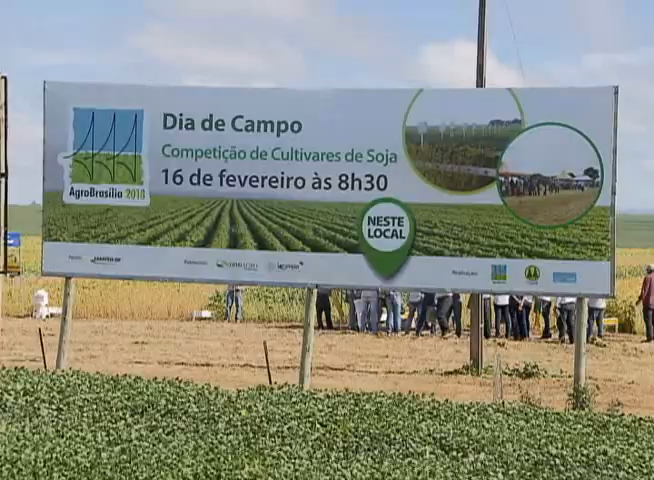 Dia de Campo
Competição de Cultivares de Soja
16 de fevereiro às 8h30
AgroBrasília 2018
NESTE
LOCAL